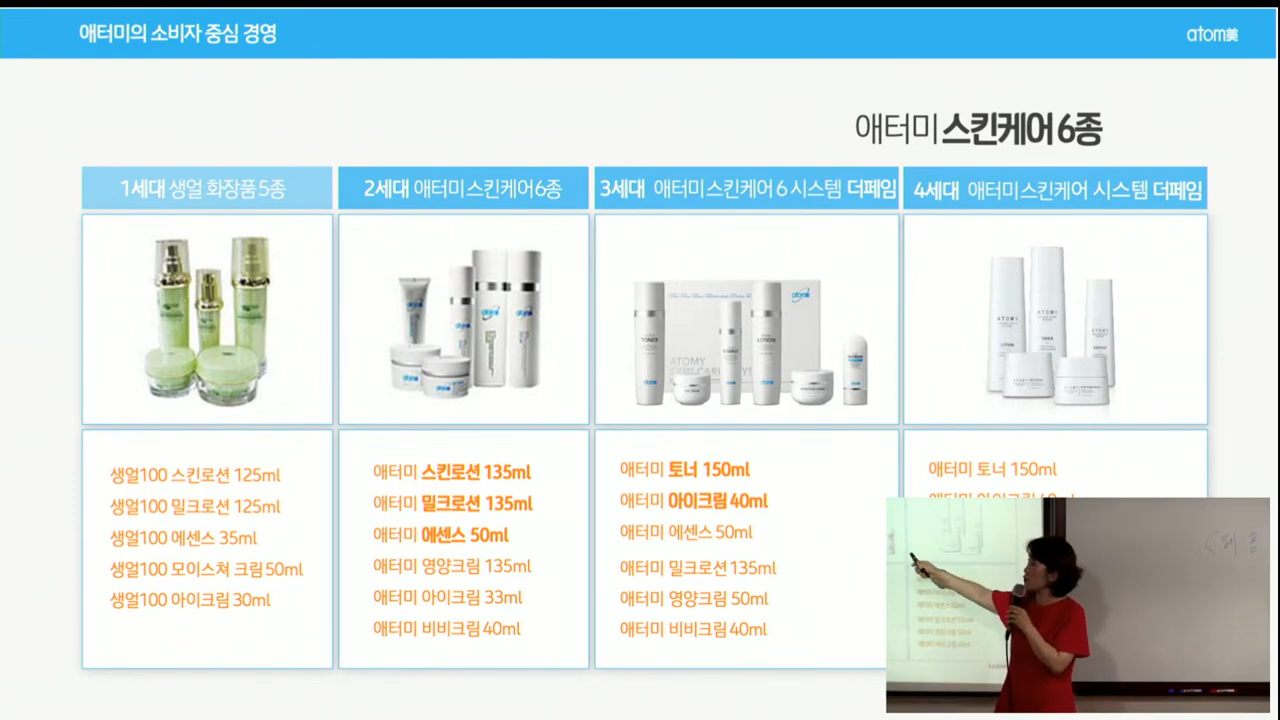 애터미의 소비자 중심 경영
atom美
애터미 스킨케어 6종
1세대 생얼 화장품 5종
2세대 애터미 스킨케어 6종
3세대 애터미 스킨케어 6 시스템 더페임
4세대 애터미 스킨케어 시스템 더페임
TONER
LOTION
ATOMY
ATOMY
ATOMY
LOTION
생얼100 스킨로션 125ml
생얼100 밀크로션 125ml
생얼100 에센스 35ml
생얼100 모이스쳐 크림 50ml
생얼100 아이크림 30ml
애터미 스킨로션 135ml
애터미 밀크로션 135ml
애터미 에센스 50ml
애터미 영양크림 135ml
애터미 아이크림 33ml
애터미 비비크림 40ml
애터미 토너 150ml
애터미 아이크림 40ml
애터미 에센스 50ml
애터미 밀크로션 135ml
애터미 영양크림 50ml
애터미 비비크림 40ml
애터미 토너 150ml